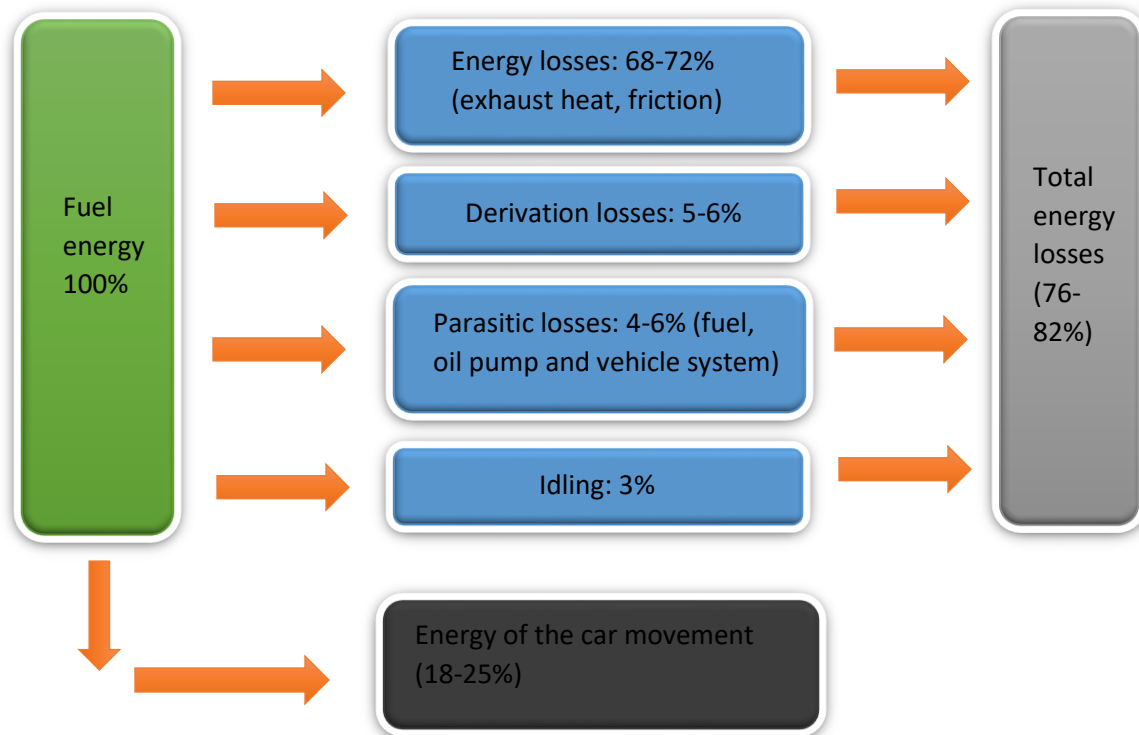 Fuel
energy
100%
Energy losses: 68-72%
(exhaust heat, friction)
Derivation losses: 5-6%
Parasitic losses: 4-6% (fuel,
oil pump and vehicle system)
Idling: 3%
Total
energy
losses
(76-
82%)
Energy of the car movement
(18-25%)